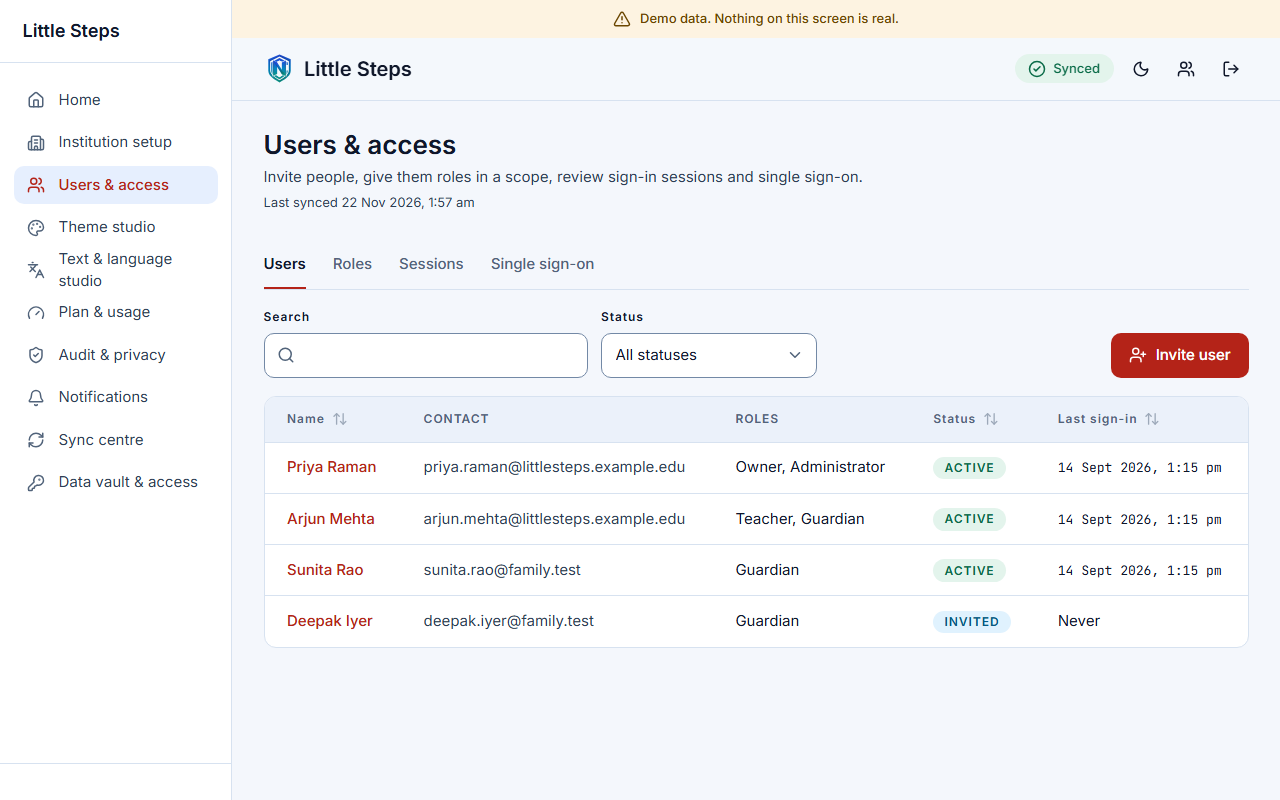 Little Steps
Home
Institution setup
Users & access
Theme studio
Text & language
studio
Plan & usage
Audit & privacy
Notifications
Sync centre
Data vault & access
Demo data. Nothing on this screen is real.
Little Steps
Synced
Users & access
Invite people, give them roles in a scope, review sign-in sessions and single sign-on.
Last synced 22 Nov 2026, 1:57 am
Users Roles Sessions Single sign-on
Search Status
All statuses Invite user
Name CONTACT ROLES Status Last sign-in
Priya Raman priya.raman@littlesteps.example.edu Owner, Administrator ACTIVE 14 Sept 2026, 1:15 pm
Arjun Mehta arjun.mehta@littlesteps.example.edu Teacher, Guardian ACTIVE 14 Sept 2026, 1:15 pm
Sunita Rao sunita.rao@family.test Guardian ACTIVE 14 Sept 2026, 1:15 pm
Deepak Iyer deepak.iyer@family.test Guardian INVITED Never